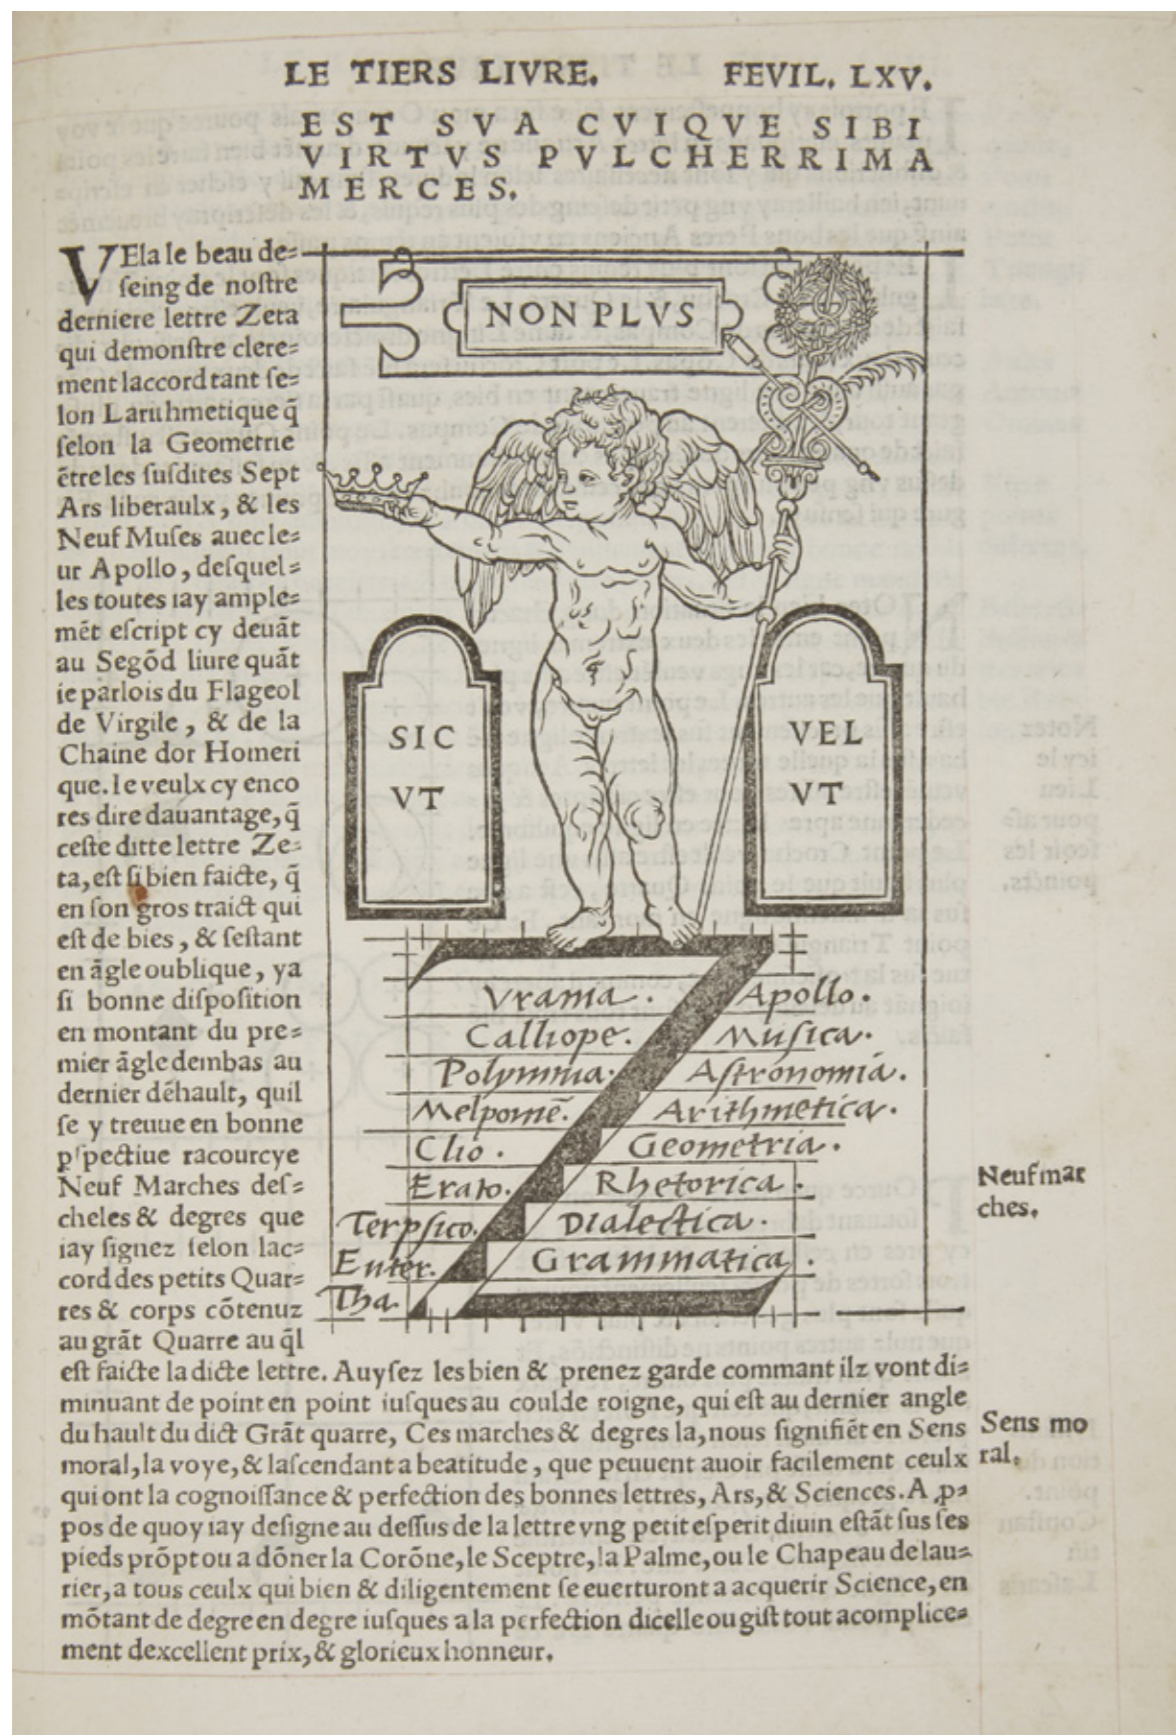 LE TIERS LIVRE. FEVIL. LXV.
EST SVA CVIQVE SIBI
VIRTVS PVLCHERRIMA
MERCES.
VEla le beau de=
ſeing de noſtre
derniere lettre Zeta
qui demonſtre clere=
ment laccord tant ſe=
lon Larithmetique q̃
ſelon la Geometrie
ẽtre les ſuſdites Sept
Ars liberaulx, & les
Neuf Muſes auec le=
ur Apollo, deſquel=
les toutes iay ample=
mẽt eſcript cy deuãt
au Segõd liure quãt
ie parlois du Flageol
de Virgile, & de la
Chaine dor Homeri
que. Ie veulx cy enco
res dire dauantage, q̃
ceſte ditte lettre Ze=
ta, eſt ſi bien faicte, q̃
en ſon gros traict qui
eſt de bies, & ſeſtant
en ãgle oublique, ya
ſi bonne diſpoſition
en montant du pre=
mier ãgle dembas au
dernier dẽhault, quil
ſe y treuue en bonne
pſpectiue racourcye
Neuf Marches deſ=
cheles & degres que
iay ſignez ſelon lac=
cord des petits Quar=
res & corps cõtenuz
au grãt Quarre au q̃l
eſt faicte la dicte lettre. Auyſez les bien & prenez garde commant ilz vont di=
minuant de point en point iuſques au coulde roigne, qui eſt au dernier angle
du hault du dict Grãt quarre, Ces marches & degres la, nous ſignifiẽt en Sens
moral, la voye, & laſcendant a beatitude, que peuuent auoir facilement ceulx
qui ont la cognoiſſance & perfection des bonnes lettres, Ars, & Sciences. A ꝓ=
pos de quoy iay deſigne au deſſus de la lettre vng petit eſperit diuin eſtãt ſus ſes
pieds prõpt ou a dõner la Corõne, le Sceptre, la Palme, ou le Chapeau de lau=
rier, a tous ceulx qui bien & diligentement ſe euerturont a acquerir Science, en
mõtant de degre en degre iuſques a la perfection dicelle ou giſt tout acomplice=
ment dexcellent prix, & glorieux honneur.
NON PLVS
SIC
VT
VEL
VT
Vrania. Apollo.
Calliope. Muſica.
Polymnia. Aſtronomia.
Melpomē. Arithmetica.
Clio. Geometria.
Erato. Rhetorica.
Terpſico. Dialectica.
Euter. Grammatica.
Tha.
Neuf mar
ches.
Sens mo
ral.